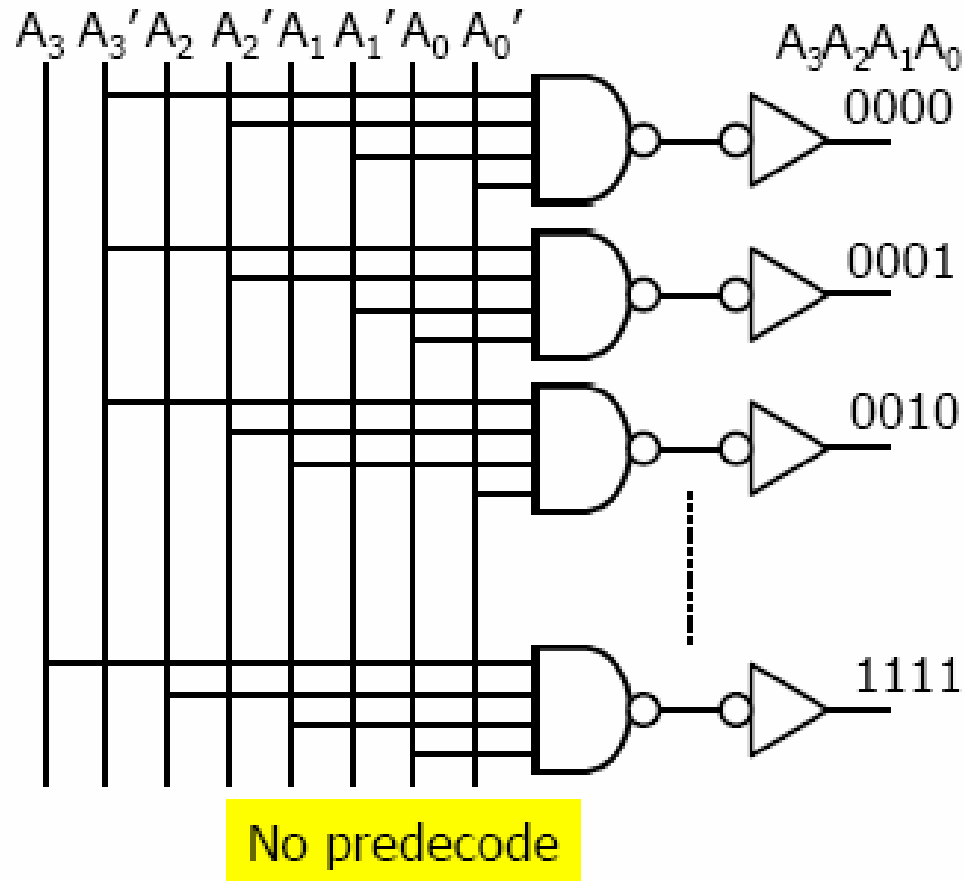 A₃ A₃′ A₂ A₂′ A₁ A₁′ A₀ A₀′
A₃A₂A₁A₀
0000
0001
0010
1111
No predecode